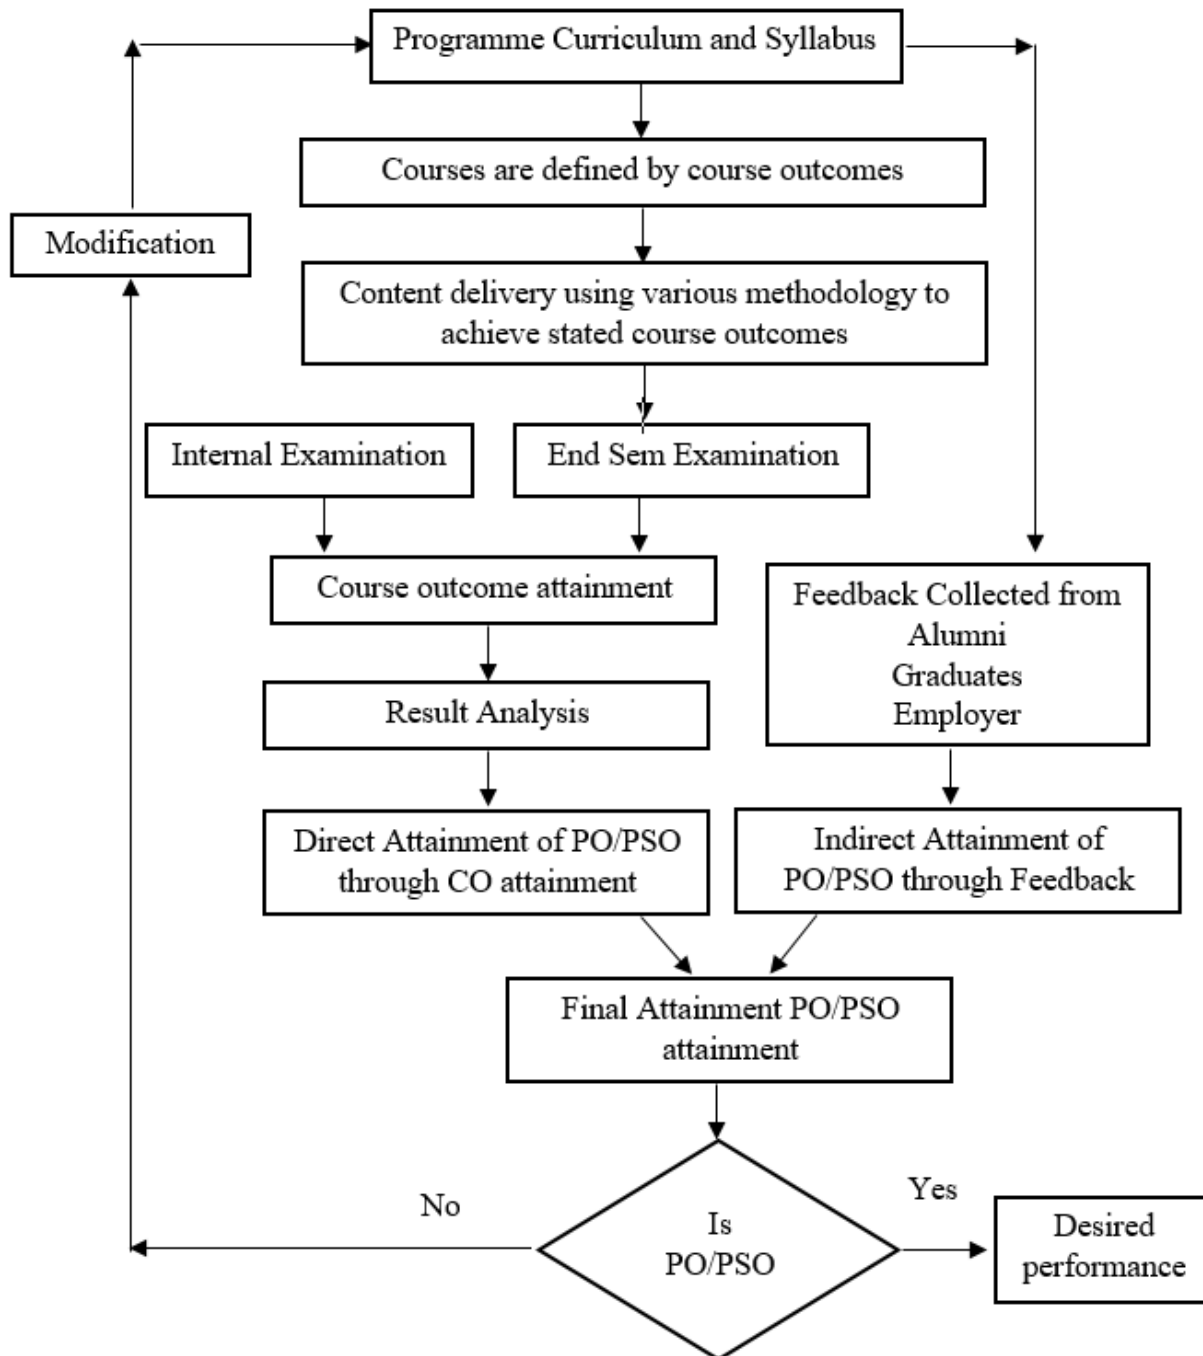 Programme Curriculum and Syllabus
Courses are defined by course outcomes
Modification
Content delivery using various methodology to
achieve stated course outcomes
Internal Examination
End Sem Examination
Course outcome attainment
Feedback Collected from
Alumni
Graduates
Employer
Result Analysis
Direct Attainment of PO/PSO
through CO attainment
Indirect Attainment of
PO/PSO through Feedback
Final Attainment PO/PSO
attainment
No
Yes
Is
PO/PSO
Desired
performance